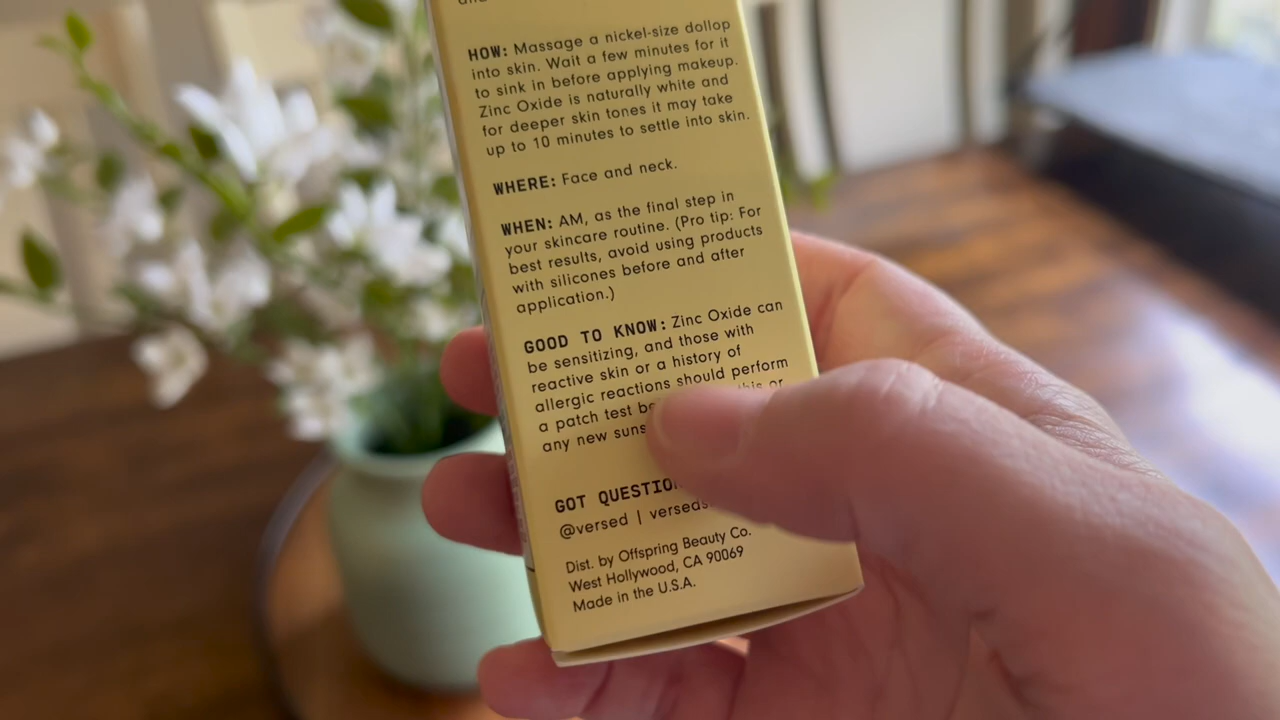 HOW: Massage a nickel-size dollop
into skin. Wait a few minutes for it
to sink in before applying makeup.
Zinc Oxide is naturally white and
for deeper skin tones it may take
up to 10 minutes to settle into skin.
WHERE: Face and neck.
WHEN: AM, as the final step in
your skincare routine. (Pro tip: For
best results, avoid using products
with silicones before and after
application.)
GOOD TO KNOW: Zinc Oxide can
be sensitizing, and those with
reactive skin or a history of
allergic reactions should perform
a patch test this or
any new
GOT
@versed |
Dist. by Offspring Beauty Co.
West Hollywood, CA 90069
Made in the U.S.A.